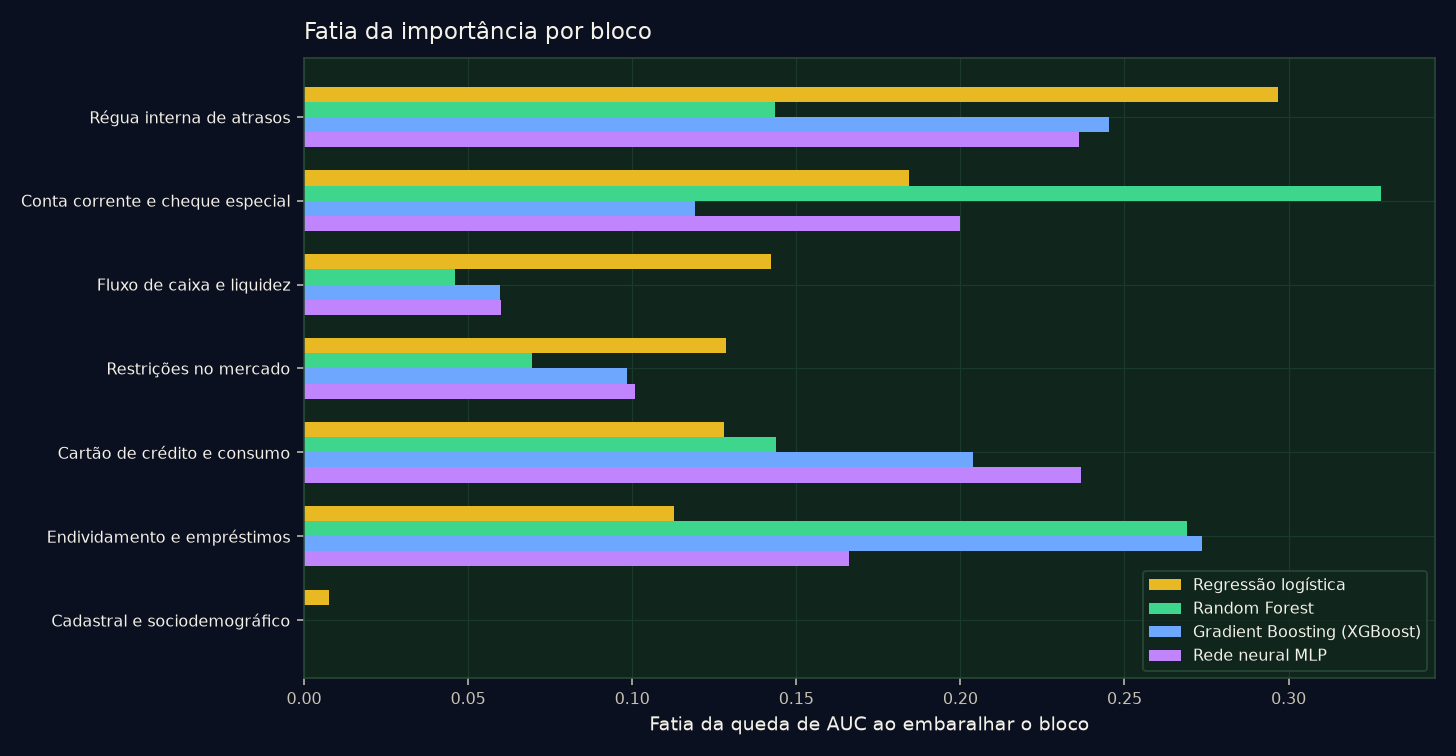 Fatia da importância por bloco
Régua interna de atrasos
Conta corrente e cheque especial
Fluxo de caixa e liquidez
Restrições no mercado
Cartão de crédito e consumo
Endividamento e empréstimos
Cadastral e sociodemográfico
Regressão logística
Random Forest
Gradient Boosting (XGBoost)
Rede neural MLP
0.00 0.05 0.10 0.15 0.20 0.25 0.30
Fatia da queda de AUC ao embaralhar o bloco